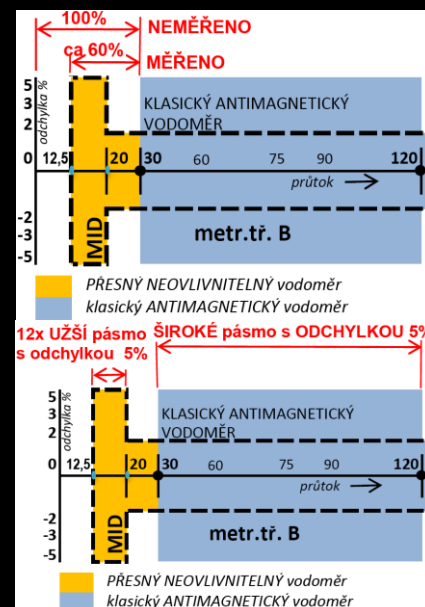 100% NEMĚŘENO
ca 60% MĚŘENO
5
3
2
0
-2
-3
-5
odchylka %
KLASICKÝ ANTIMAGNETICKÝ
VODOMĚR
12,5 20 30 60 75 90 120
průtok
MID
metr.tř. B
PŘESNÝ NEOVLIVNITELNÝ vodoměr
klasický ANTIMAGNETICKÝ vodoměr
12x UŽŠÍ pásmo ŠIROKÉ pásmo s ODCHYLKOU 5%
s odchylkou 5%
5
3
2
0
-2
-3
-5
odchylka %
KLASICKÝ ANTIMAGNETICKÝ
VODOMĚR
12,5 20 30 60 75 90 120
průtok
MID
metr.tř. B
PŘESNÝ NEOVLIVNITELNÝ vodoměr
klasický ANTIMAGNETICKÝ vodoměr